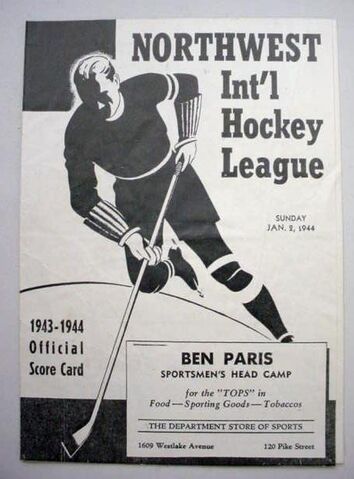 NORTHWEST
Int'l
Hockey
League
SUNDAY
JAN. 2, 1944
1943-1944
Official
Score Card
BEN PARIS
SPORTSMEN'S HEAD CAMP
for the "TOPS" in
Food—Sporting Goods—Tobaccos
THE DEPARTMENT STORE OF SPORTS
1609 Westlake Avenue 120 Pike Street